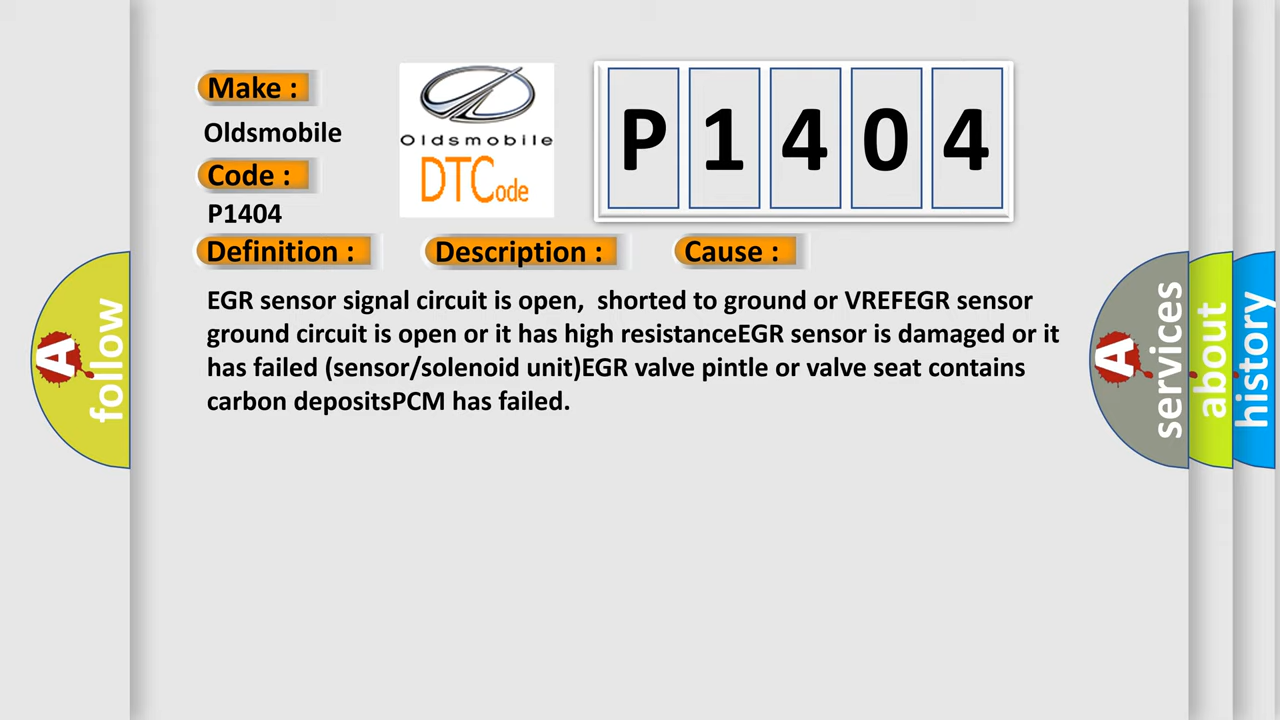 Make :
Oldsmobile
Code :
P1404
Oldsmobile
DTCode
P 1 4 0 4
Definition :
Description :
Cause :
EGR sensor signal circuit is open,  shorted to ground or VREFEGR sensor
ground circuit is open or it has high resistanceEGR sensor is damaged or it
has failed (sensor/solenoid unit)EGR valve pintle or valve seat contains
carbon depositsPCM has failed.
A
follow
A
services
about
history